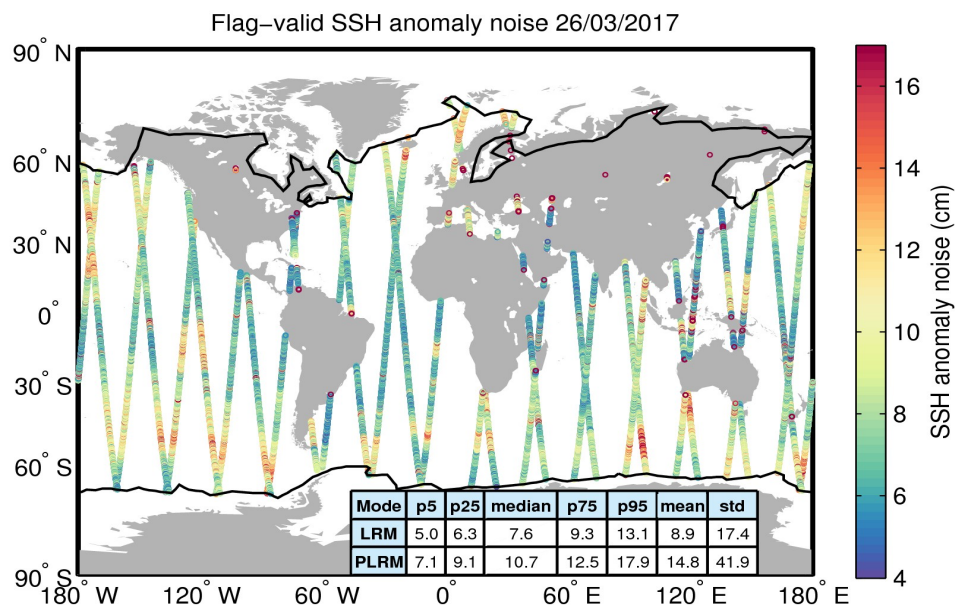 Flag−valid SSH anomaly noise 26/03/2017
90° N
60° N
30° N
0°
30° S
60° S
90° S
180° W
120° W
60° W
0°
60° E
120° E
180° E
Mode p5 p25 median p75 p95 mean std
LRM 5.0 6.3 7.6 9.3 13.1 8.9 17.4
PLRM 7.1 9.1 10.7 12.5 17.9 14.8 41.9
16
14
12
10
8
6
4
SSH anomaly noise (cm)